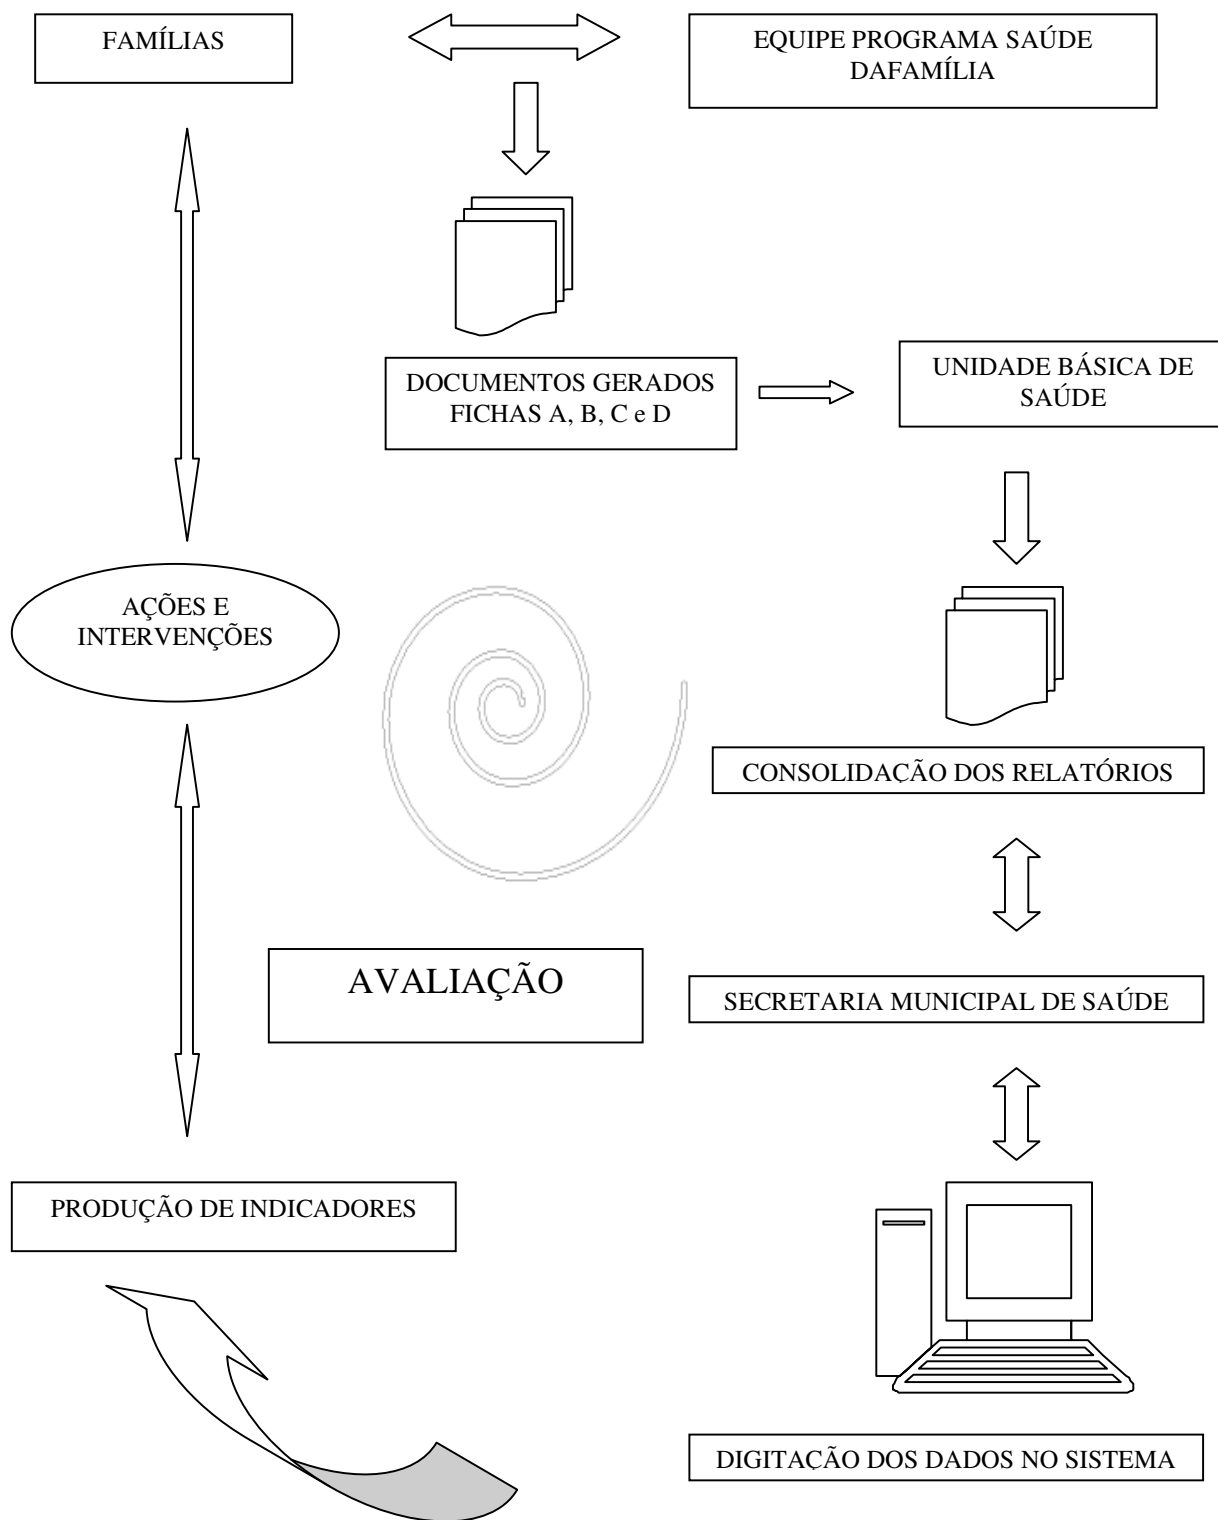 FAMÍLIAS
EQUIPE PROGRAMA SAÚDE
DAFAMÍLIA
DOCUMENTOS GERADOS
FICHAS A, B, C e D
UNIDADE BÁSICA DE
SAÚDE
AÇÕES E
INTERVENÇÕES
CONSOLIDAÇÃO DOS RELATÓRIOS
AVALIAÇÃO
SECRETARIA MUNICIPAL DE SAÚDE
PRODUÇÃO DE INDICADORES
DIGITAÇÃO DOS DADOS NO SISTEMA